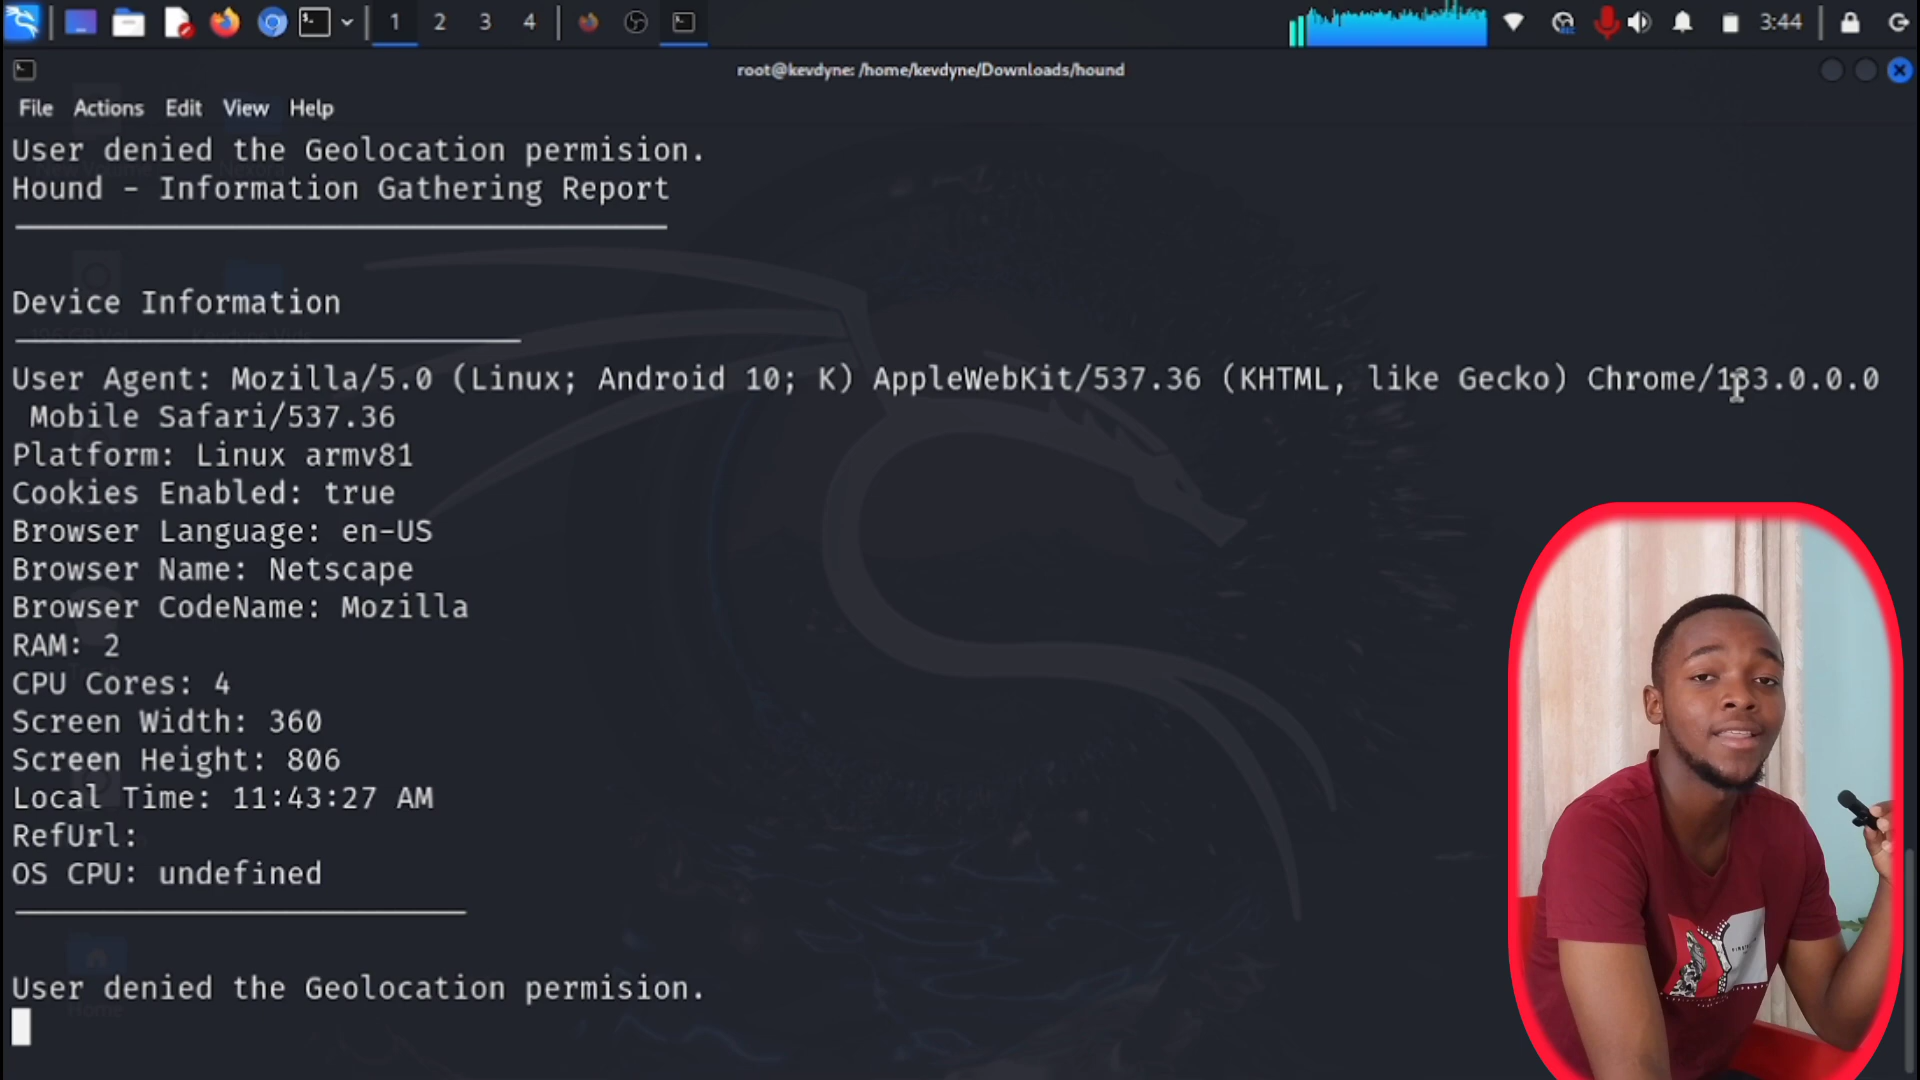 1 2 3 4 3:44
root@kevdyne: /home/kevdyne/Downloads/hound
File Actions Edit View Help
User denied the Geolocation permision.
Hound - Information Gathering Report
Device Information
User Agent: Mozilla/5.0 (Linux; Android 10; K) AppleWebKit/537.36 (KHTML, like Gecko) Chrome/133.0.0.0
Mobile Safari/537.36
Platform: Linux armv81
Cookies Enabled: true
Browser Language: en-US
Browser Name: Netscape
Browser CodeName: Mozilla
RAM: 2
CPU Cores: 4
Screen Width: 360
Screen Height: 806
Local Time: 11:43:27 AM
RefUrl:
OS CPU: undefined
User denied the Geolocation permision.
Home